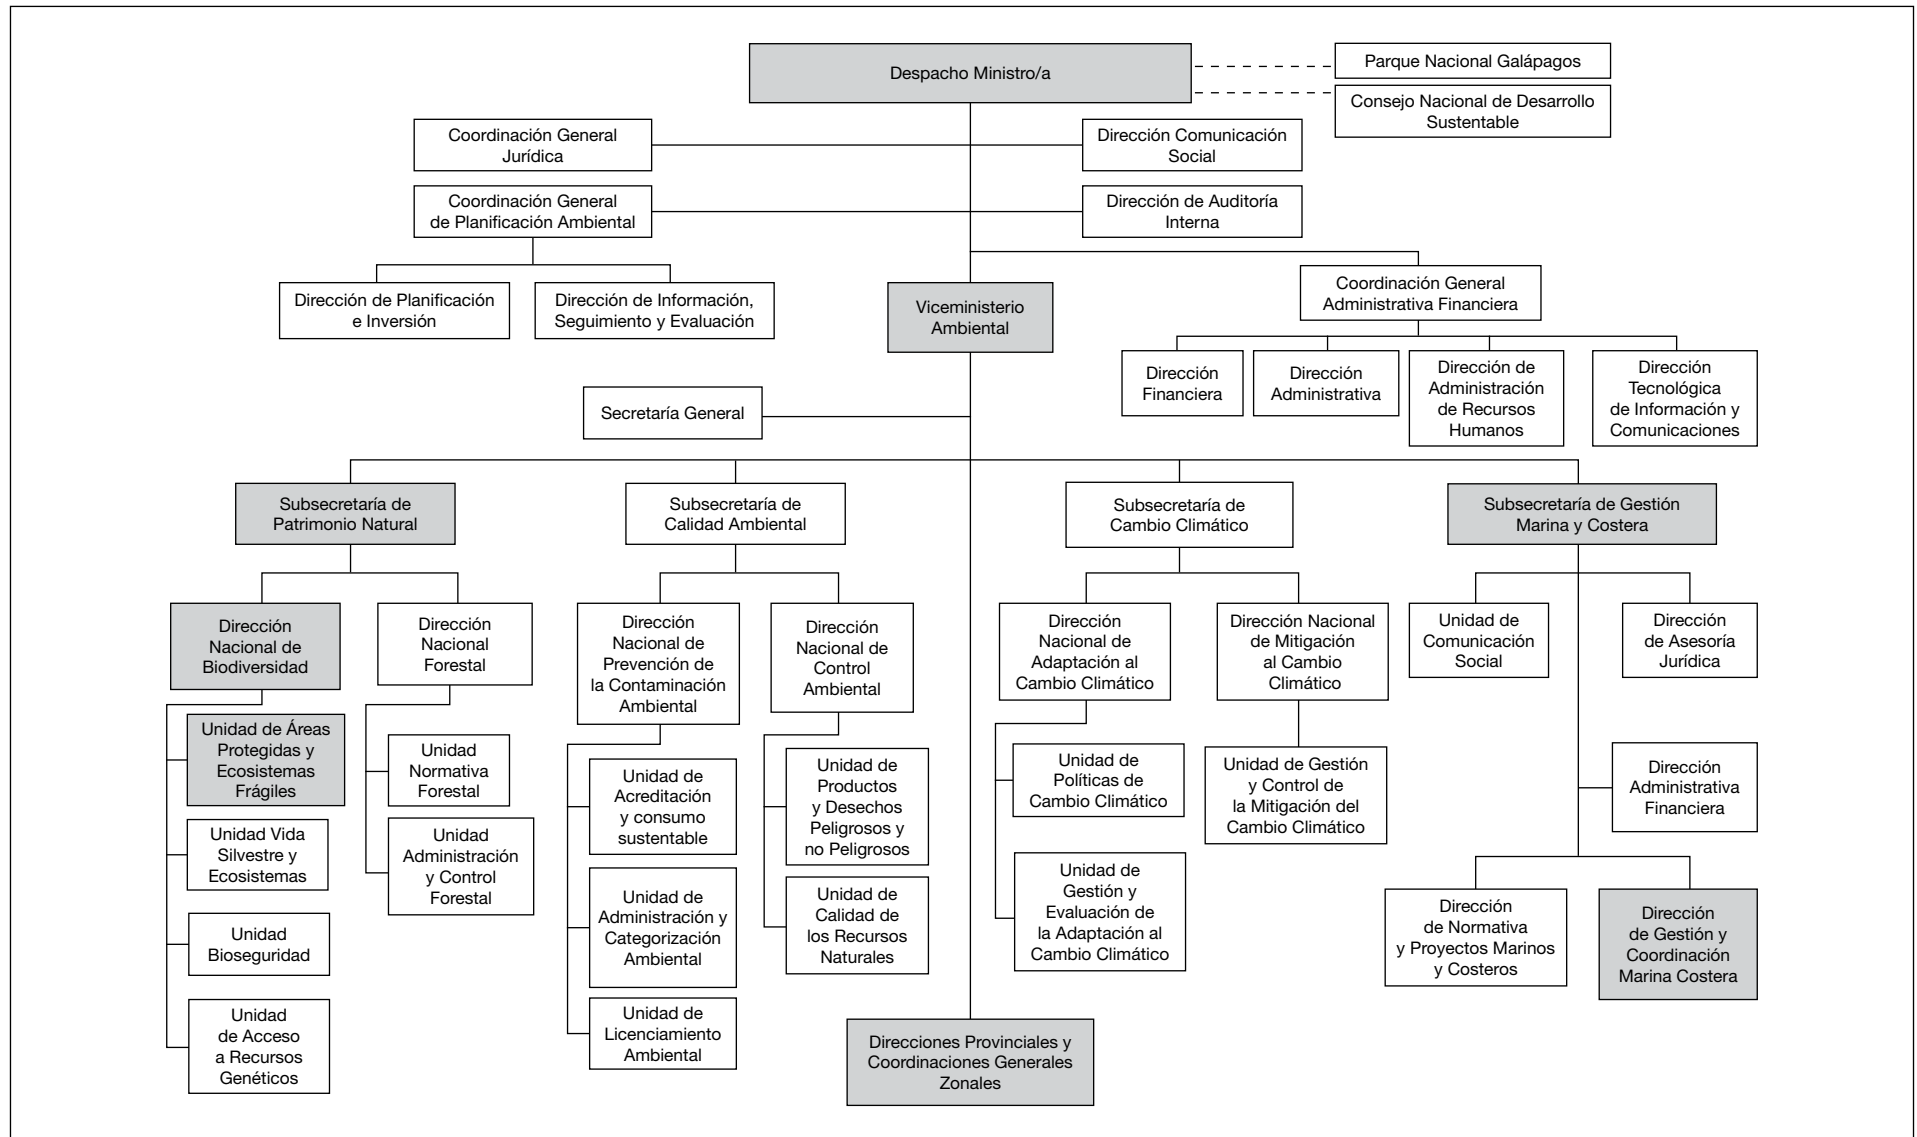 Despacho Ministro/a
Parque Nacional Galápagos
Consejo Nacional de Desarrollo
Sustentable
Coordinación General
Jurídica
Dirección Comunicación
Social
Coordinación General
de Planificación Ambiental
Dirección de Auditoría
Interna
Dirección de Planificación
e Inversión
Dirección de Información,
Seguimiento y Evaluación
Viceministerio
Ambiental
Coordinación General
Administrativa Financiera
Dirección
Financiera
Dirección
Administrativa
Dirección de
Administración
de Recursos
Humanos
Dirección
Tecnológica
de Información y
Comunicaciones
Secretaría General
Subsecretaría de
Patrimonio Natural
Subsecretaría de
Calidad Ambiental
Subsecretaría de
Cambio Climático
Subsecretaría de Gestión
Marina y Costera
Dirección
Nacional de
Biodiversidad
Dirección
Nacional
Forestal
Dirección
Nacional de
Prevención de
la Contaminación
Ambiental
Dirección
Nacional de
Control
Ambiental
Dirección
Nacional de
Adaptación al
Cambio Climático
Dirección Nacional
de Mitigación
al Cambio
Climático
Unidad de
Comunicación
Social
Dirección
de Asesoría
Jurídica
Unidad de Áreas
Protegidas y
Ecosistemas
Frágiles
Unidad Vida
Silvestre y
Ecosistemas
Unidad
Bioseguridad
Unidad
de Acceso
a Recursos
Genéticos
Unidad
Normativa
Forestal
Unidad
Administración
y Control
Forestal
Unidad de
Acreditación
y consumo
sustentable
Unidad de
Administración y
Categorización
Ambiental
Unidad de
Licenciamiento
Ambiental
Unidad de
Productos
y Desechos
Peligrosos y
no Peligrosos
Unidad de
Calidad de
los Recursos
Naturales
Unidad de
Políticas de
Cambio Climático
Unidad de
Gestión y
Evaluación de
la Adaptación al
Cambio Climático
Unidad de Gestión
y Control de
la Mitigación del
Cambio Climático
Dirección
Administrativa
Financiera
Dirección
de Normativa
y Proyectos Marinos
y Costeros
Dirección
de Gestión y
Coordinación
Marina Costera
Direcciones Provinciales y
Coordinaciones Generales
Zonales